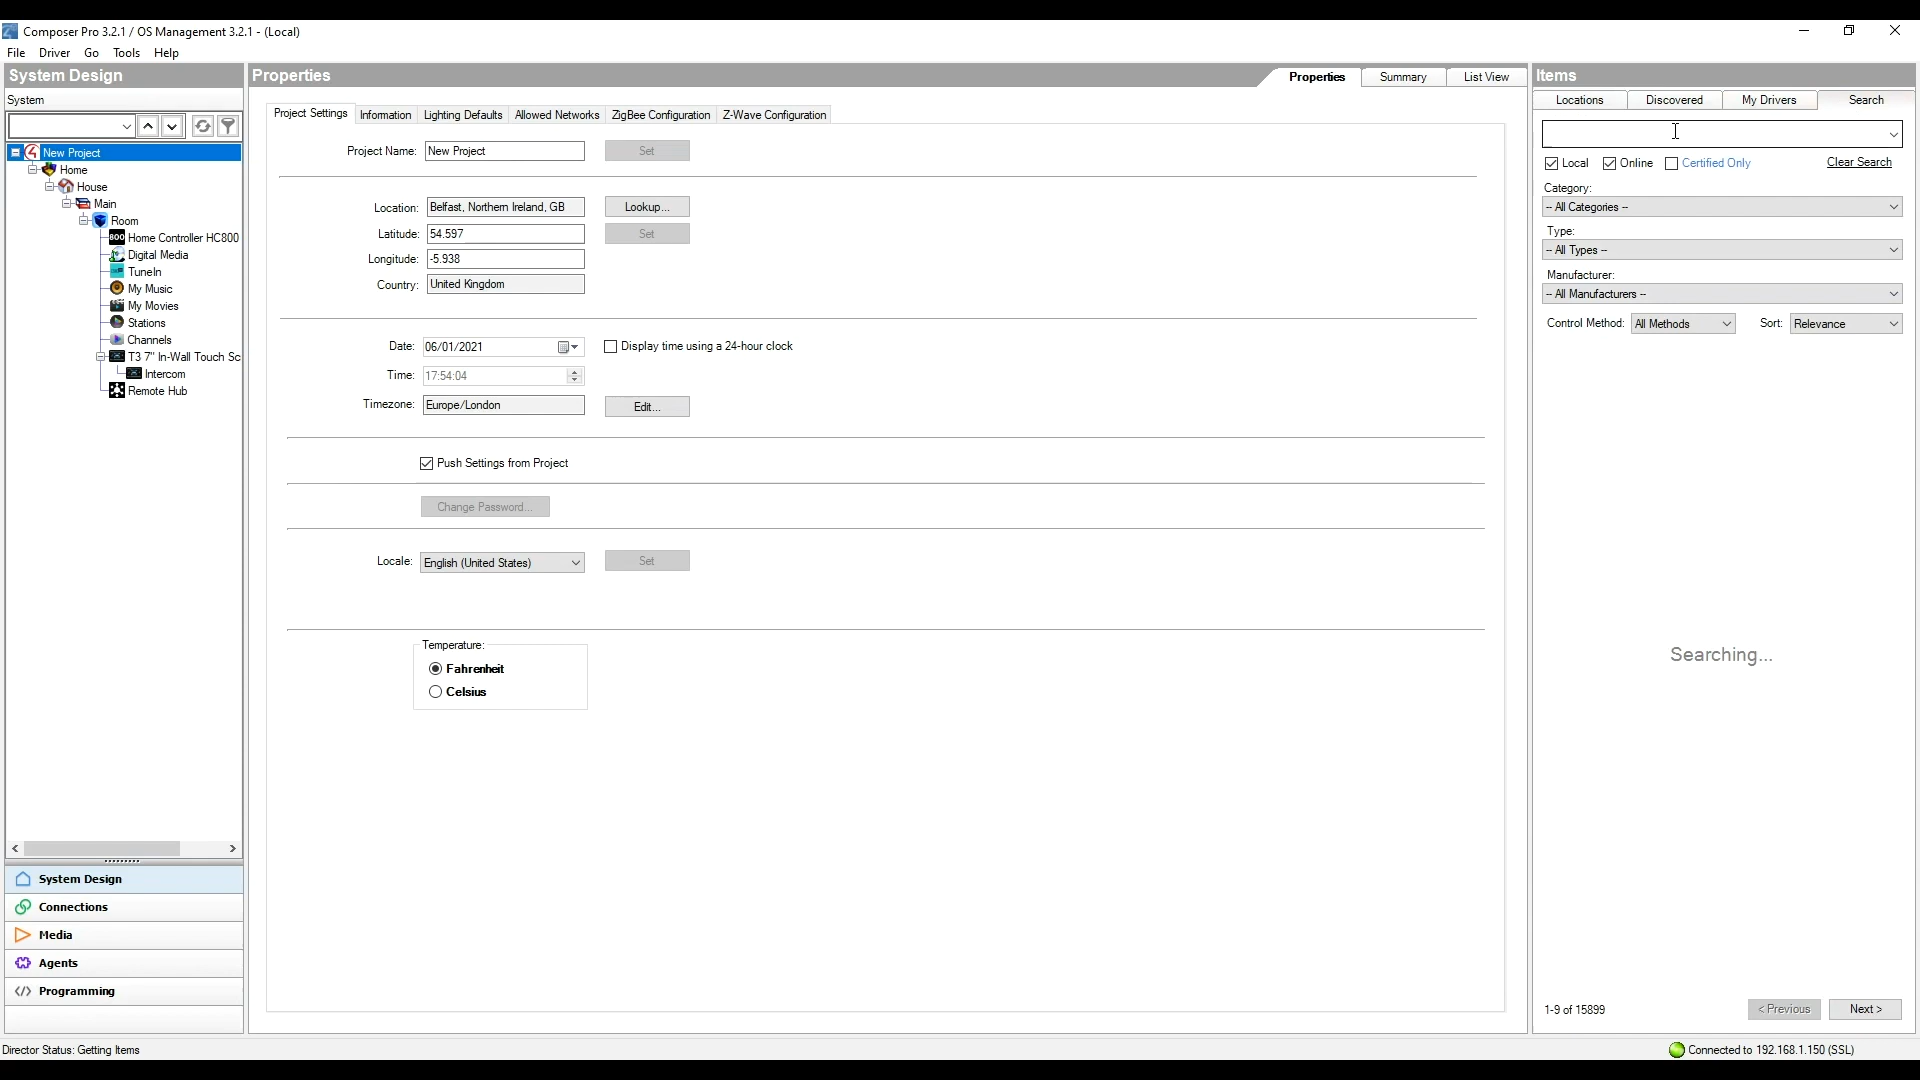 Composer Pro 3.2.1 / OS Management 3.2.1 - (Local)
File Driver Go Tools Help
System Design
System
New Project
Home
House
Main
Room
800 Home Controller HC800
Digital Media
TuneIn
My Music
My Movies
Stations
Channels
T3 7" In-Wall Touch Sc
Intercom
Remote Hub
System Design
Connections
Media
Agents
Programming
Properties
Properties Summary List View
Project Settings Information Lighting Defaults Allowed Networks ZigBee Configuration Z-Wave Configuration
Project Name: New Project Set
Location: Belfast, Northern Ireland, GB Lookup...
Latitude: 54.597 Set
Longitude: -5.938
Country: United Kingdom
Date: 06/01/2021 Display time using a 24-hour clock
Time: 17:54:04
Timezone: Europe/London Edit...
Push Settings from Project
Change Password...
Locale: English (United States) Set
Temperature:
Fahrenheit
Celsius
Items
Locations Discovered My Drivers Search
Local Online Certified Only Clear Search
Category:
-- All Categories --
Type:
-- All Types --
Manufacturer:
-- All Manufacturers --
Control Method: All Methods Sort: Relevance
Searching...
1-9 of 15899 < Previous Next >
Director Status: Getting Items
Connected to 192.168.1.150 (SSL)